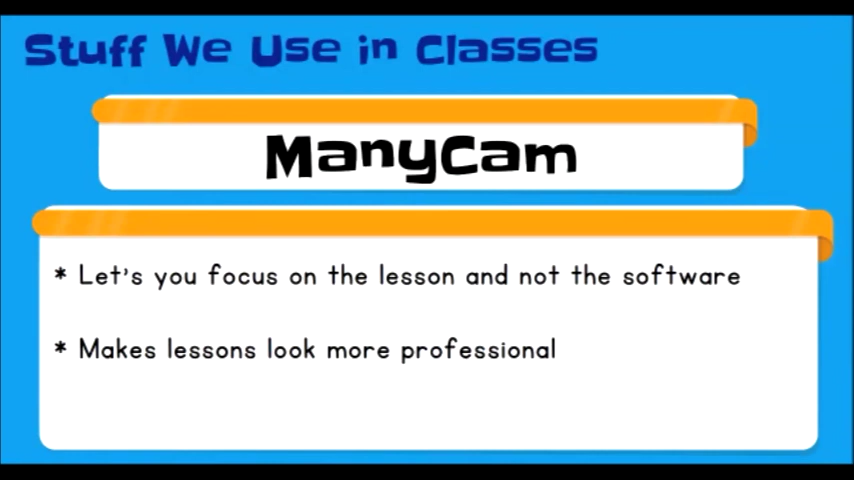 Stuff We Use in Classes
ManyCam
* Let's you focus on the lesson and not the software
* Makes lessons look more professional